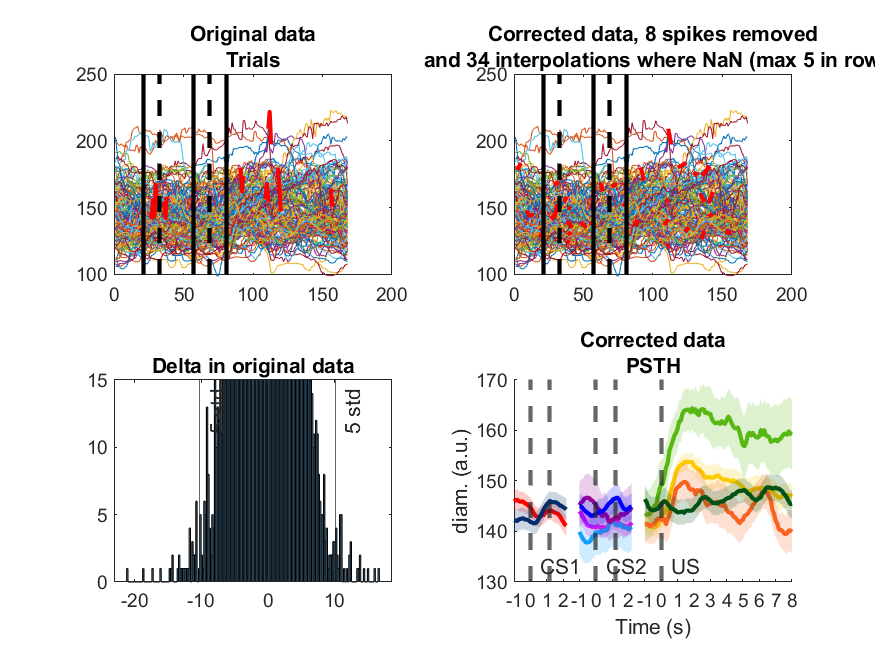 Original data
Trials
250
200
150
100
0 50 100 150 200
Corrected data, 8 spikes removed
and 34 interpolations where NaN (max 5 in row
250
200
150
100
0 50 100 150 200
Delta in original data
15
10
5
0
5 std
5 std
-20 -10 0 10
Corrected data
PSTH
170
160
150
140
130
diam. (a.u.)
CS1 CS2 US
-1 0 1 2 -1 0 1 2 -1 0 1 2 3 4 5 6 7 8
Time (s)